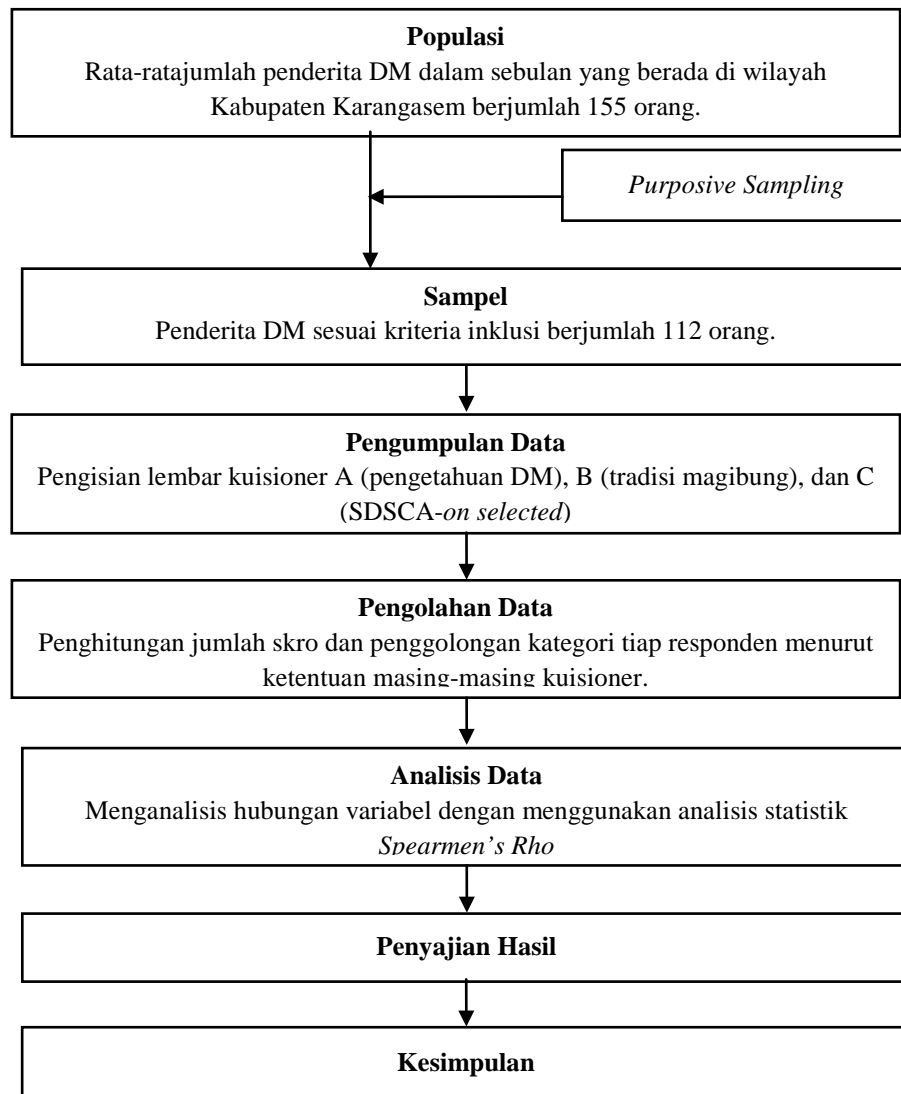 Populasi
Rata-ratajumlah penderita DM dalam sebulan yang berada di wilayah
Kabupaten Karangasem berjumlah 155 orang.
Purposive Sampling
Sampel
Penderita DM sesuai kriteria inklusi berjumlah 112 orang.
Pengumpulan Data
Pengisian lembar kuisioner A (pengetahuan DM), B (tradisi magibung), dan C
(SDSCA-on selected)
Pengolahan Data
Penghitungan jumlah skro dan penggolongan kategori tiap responden menurut
ketentuan masing-masing kuisioner.
Analisis Data
Menganalisis hubungan variabel dengan menggunakan analisis statistik
Spearmen's Rho
Penyajian Hasil
Kesimpulan